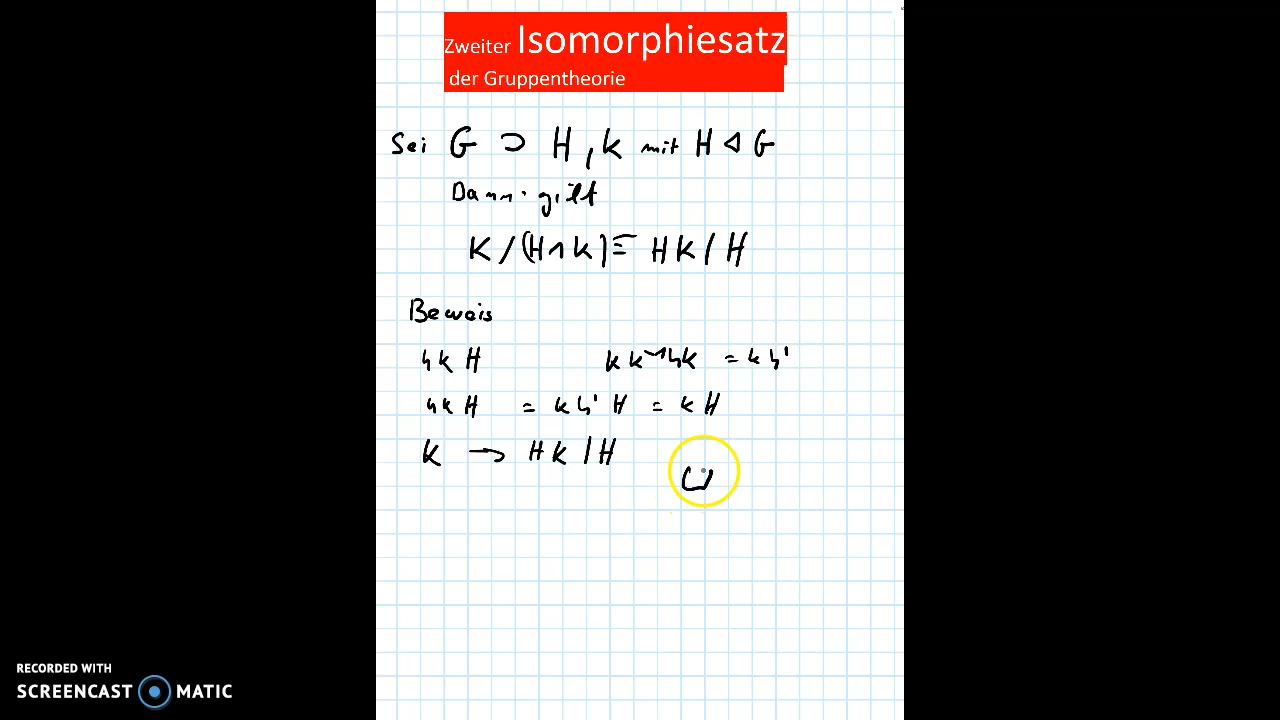 Zweiter Isomorphiesatz
der Gruppentheorie
Sei G ⊃ H, K mit H ⊲ G
Dann gilt
K / (H ∩ K) ≅ HK / H
Beweis
hkH kk⁻¹hk = kh'
hkH = kh'H = kH
K → HK / H
RECORDED WITH
SCREENCAST MATIC